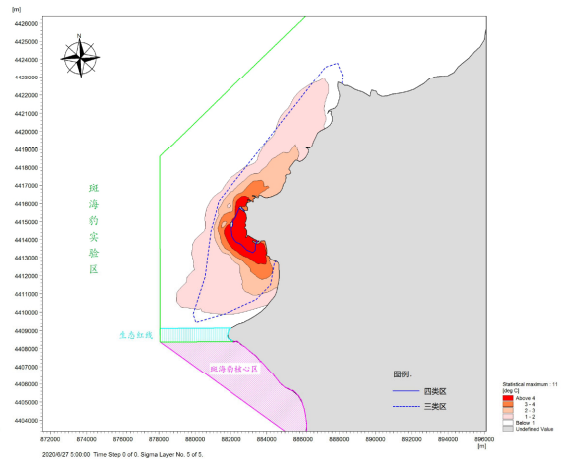 [m]
4426000
4425000
4424000
4423000
4422000
4421000
4420000
4419000
4418000
4417000
4416000
4415000
4414000
4413000
4412000
4411000
4410000
4409000
4408000
4407000
4406000
4405000
4404000
N
斑海豹实验区
生态红线
斑海豹核心区
图例.
四类区
三类区
872000 874000 876000 878000 880000 882000 884000 886000 888000 890000 892000 894000 896000
[m]
2020/6/27 5:00:00 Time Step 0 of 0. Sigma Layer No. 5 of 5.
Statistical maximum : 11
[deg C]
Above 4
3 - 4
2 - 3
1 - 2
Below 1
Undefined Value